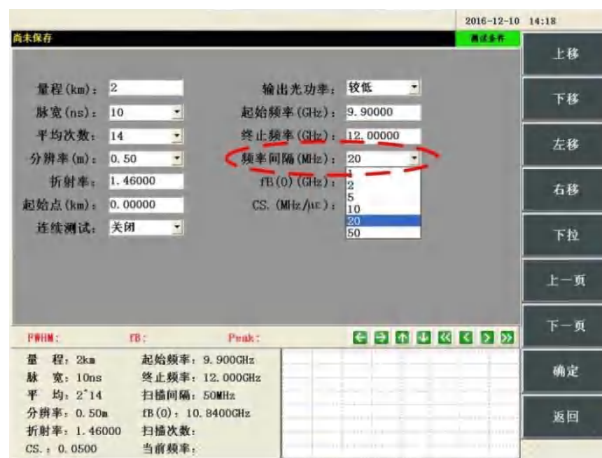 2016-12-10 14:18
尚未保存
测试条件
量程(km): 2
脉宽(ns): 10
平均次数: 14
分辨率(m): 0.50
折射率: 1.46000
起始点(km): 0.00000
连续测试: 关闭
输出光功率: 较低
起始频率(GHz): 9.90000
终止频率(GHz): 12.00000
频率间隔(MHz): 20
fB(0)(GHz):
CS.(MHz/με):
1
2
5
10
20
50
上移
下移
左移
右移
下拉
上一页
下一页
确定
返回
FWHM: fB: Peak:
量 程: 2km 起始频率: 9.900GHz
脉 宽: 10ns 终止频率: 12.000GHz
平 均: 2^14 扫描间隔: 50MHz
分辨率: 0.50m fB(0): 10.8400GHz
折射率: 1.46000 扫描次数:
CS.: 0.0500 当前频率: